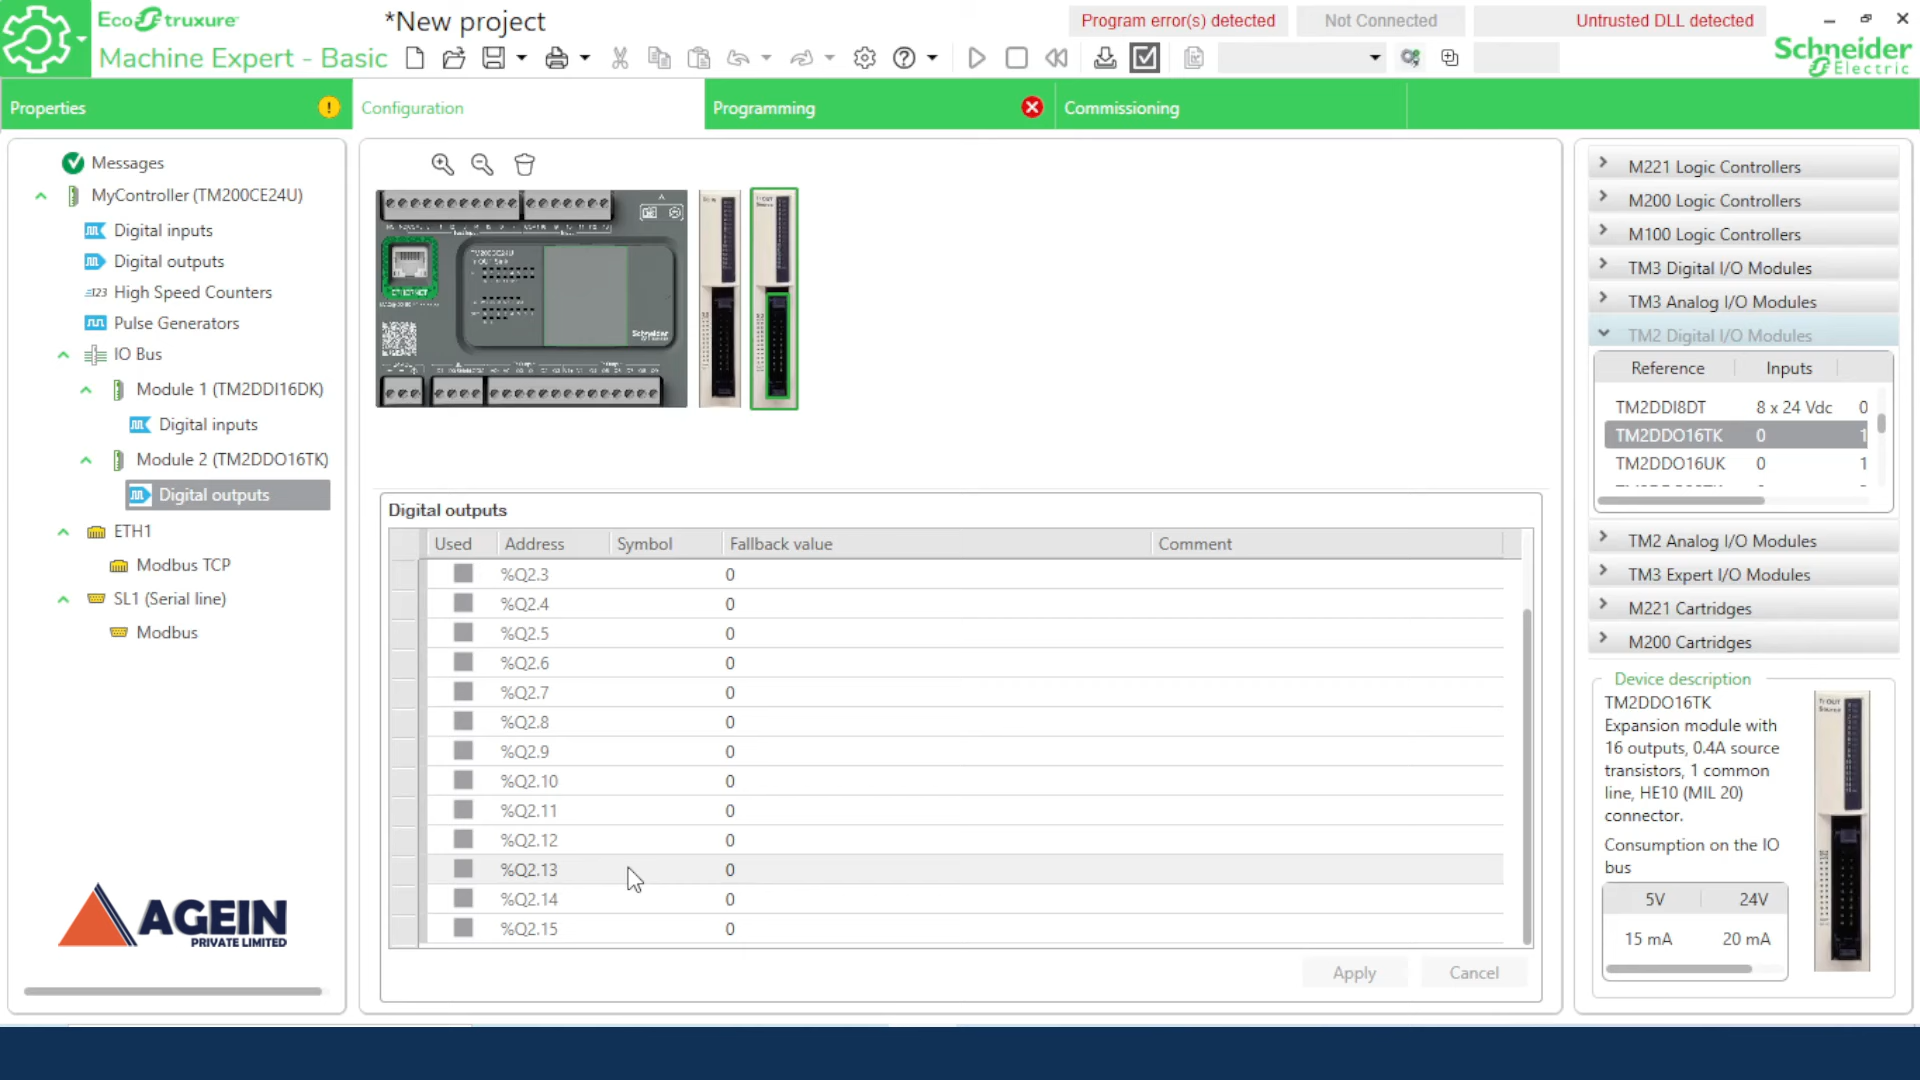 EcoStruxure
Machine Expert - Basic
*New project
Program error(s) detected
Not Connected
Untrusted DLL detected
Schneider
Electric
Properties
Configuration
Programming
Commissioning
Messages
MyController (TM200CE24U)
Digital inputs
Digital outputs
High Speed Counters
Pulse Generators
IO Bus
Module 1 (TM2DDI16DK)
Digital inputs
Module 2 (TM2DDO16TK)
Digital outputs
ETH1
Modbus TCP
SL1 (Serial line)
Modbus
AGEIN
PRIVATE LIMITED
Digital outputs
Used Address Symbol Fallback value Comment
%Q2.3 0
%Q2.4 0
%Q2.5 0
%Q2.6 0
%Q2.7 0
%Q2.8 0
%Q2.9 0
%Q2.10 0
%Q2.11 0
%Q2.12 0
%Q2.13 0
%Q2.14 0
%Q2.15 0
Apply Cancel
M221 Logic Controllers
M200 Logic Controllers
M100 Logic Controllers
TM3 Digital I/O Modules
TM3 Analog I/O Modules
TM2 Digital I/O Modules
Reference Inputs
TM2DDI8DT 8 x 24 Vdc 0
TM2DDO16TK 0 1
TM2DDO16UK 0 1
TM2 Analog I/O Modules
TM3 Expert I/O Modules
M221 Cartridges
M200 Cartridges
Device description
TM2DDO16TK
Expansion module with
16 outputs, 0.4A source
transistors, 1 common
line, HE10 (MIL 20)
connector.
Consumption on the IO
bus
5V 24V
15 mA 20 mA